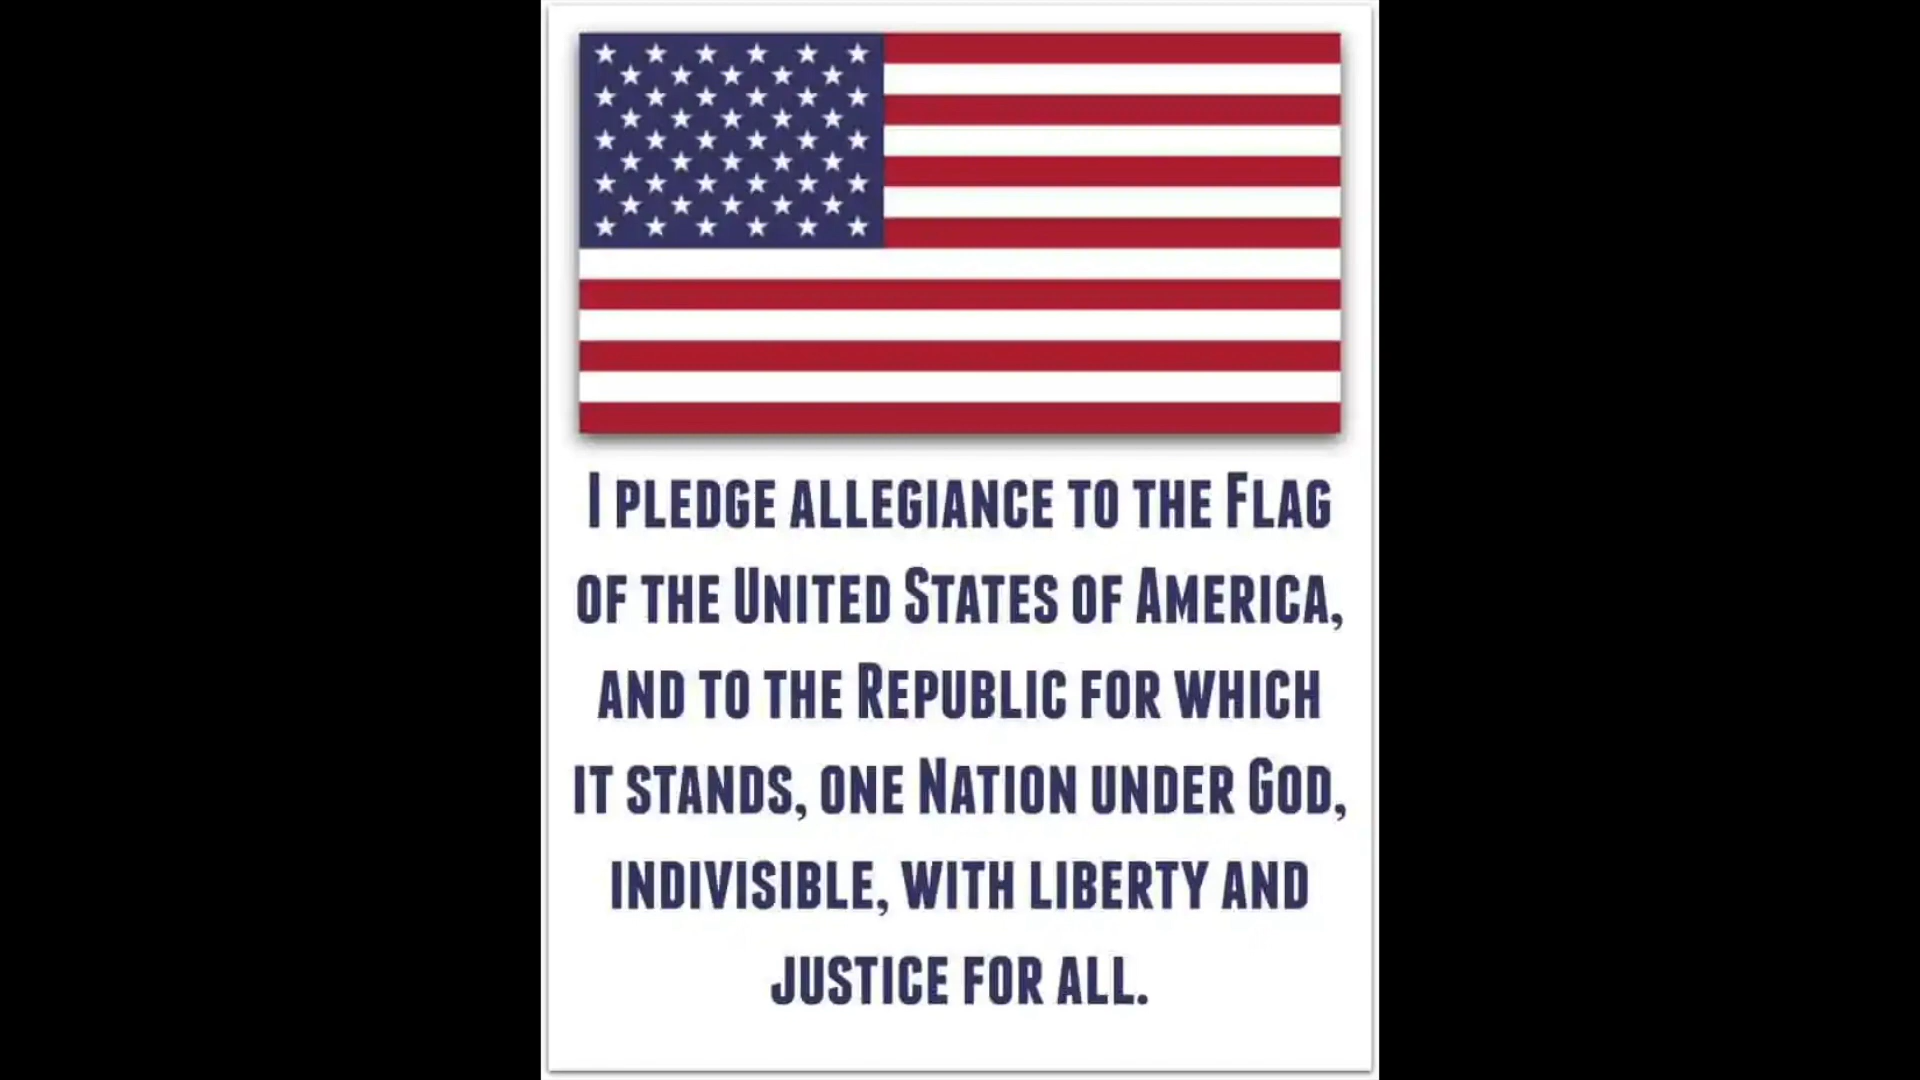 I pledge allegiance to the Flag
of the United States of America,
and to the Republic for which
it stands, one Nation under God,
indivisible, with liberty and
justice for all.